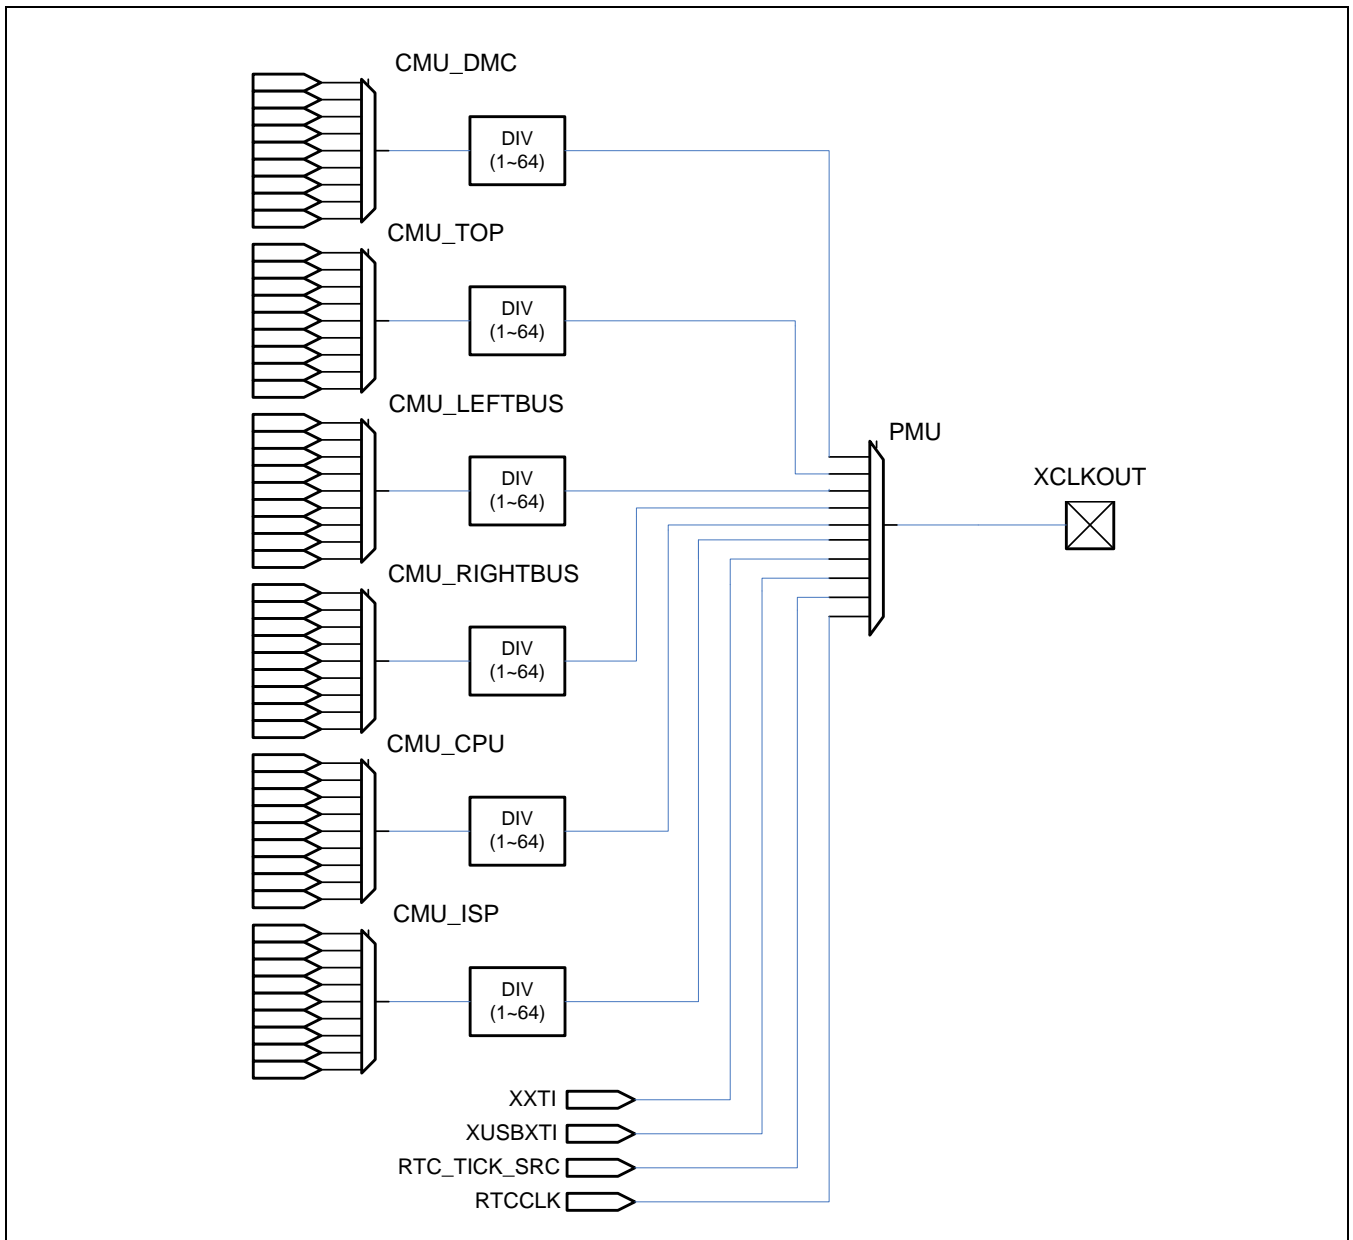 CMU_DMC
DIV
(1~64)
CMU_TOP
DIV
(1~64)
CMU_LEFTBUS
DIV
(1~64)
PMU
XCLKOUT
CMU_RIGHTBUS
DIV
(1~64)
CMU_CPU
DIV
(1~64)
CMU_ISP
DIV
(1~64)
XXTI
XUSBXTI
RTC_TICK_SRC
RTCCLK